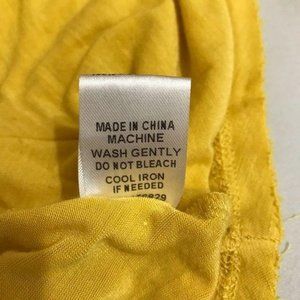 MADE IN CHINA
MACHINE
WASH GENTLY
DO NOT BLEACH
COOL IRON
IF NEEDED